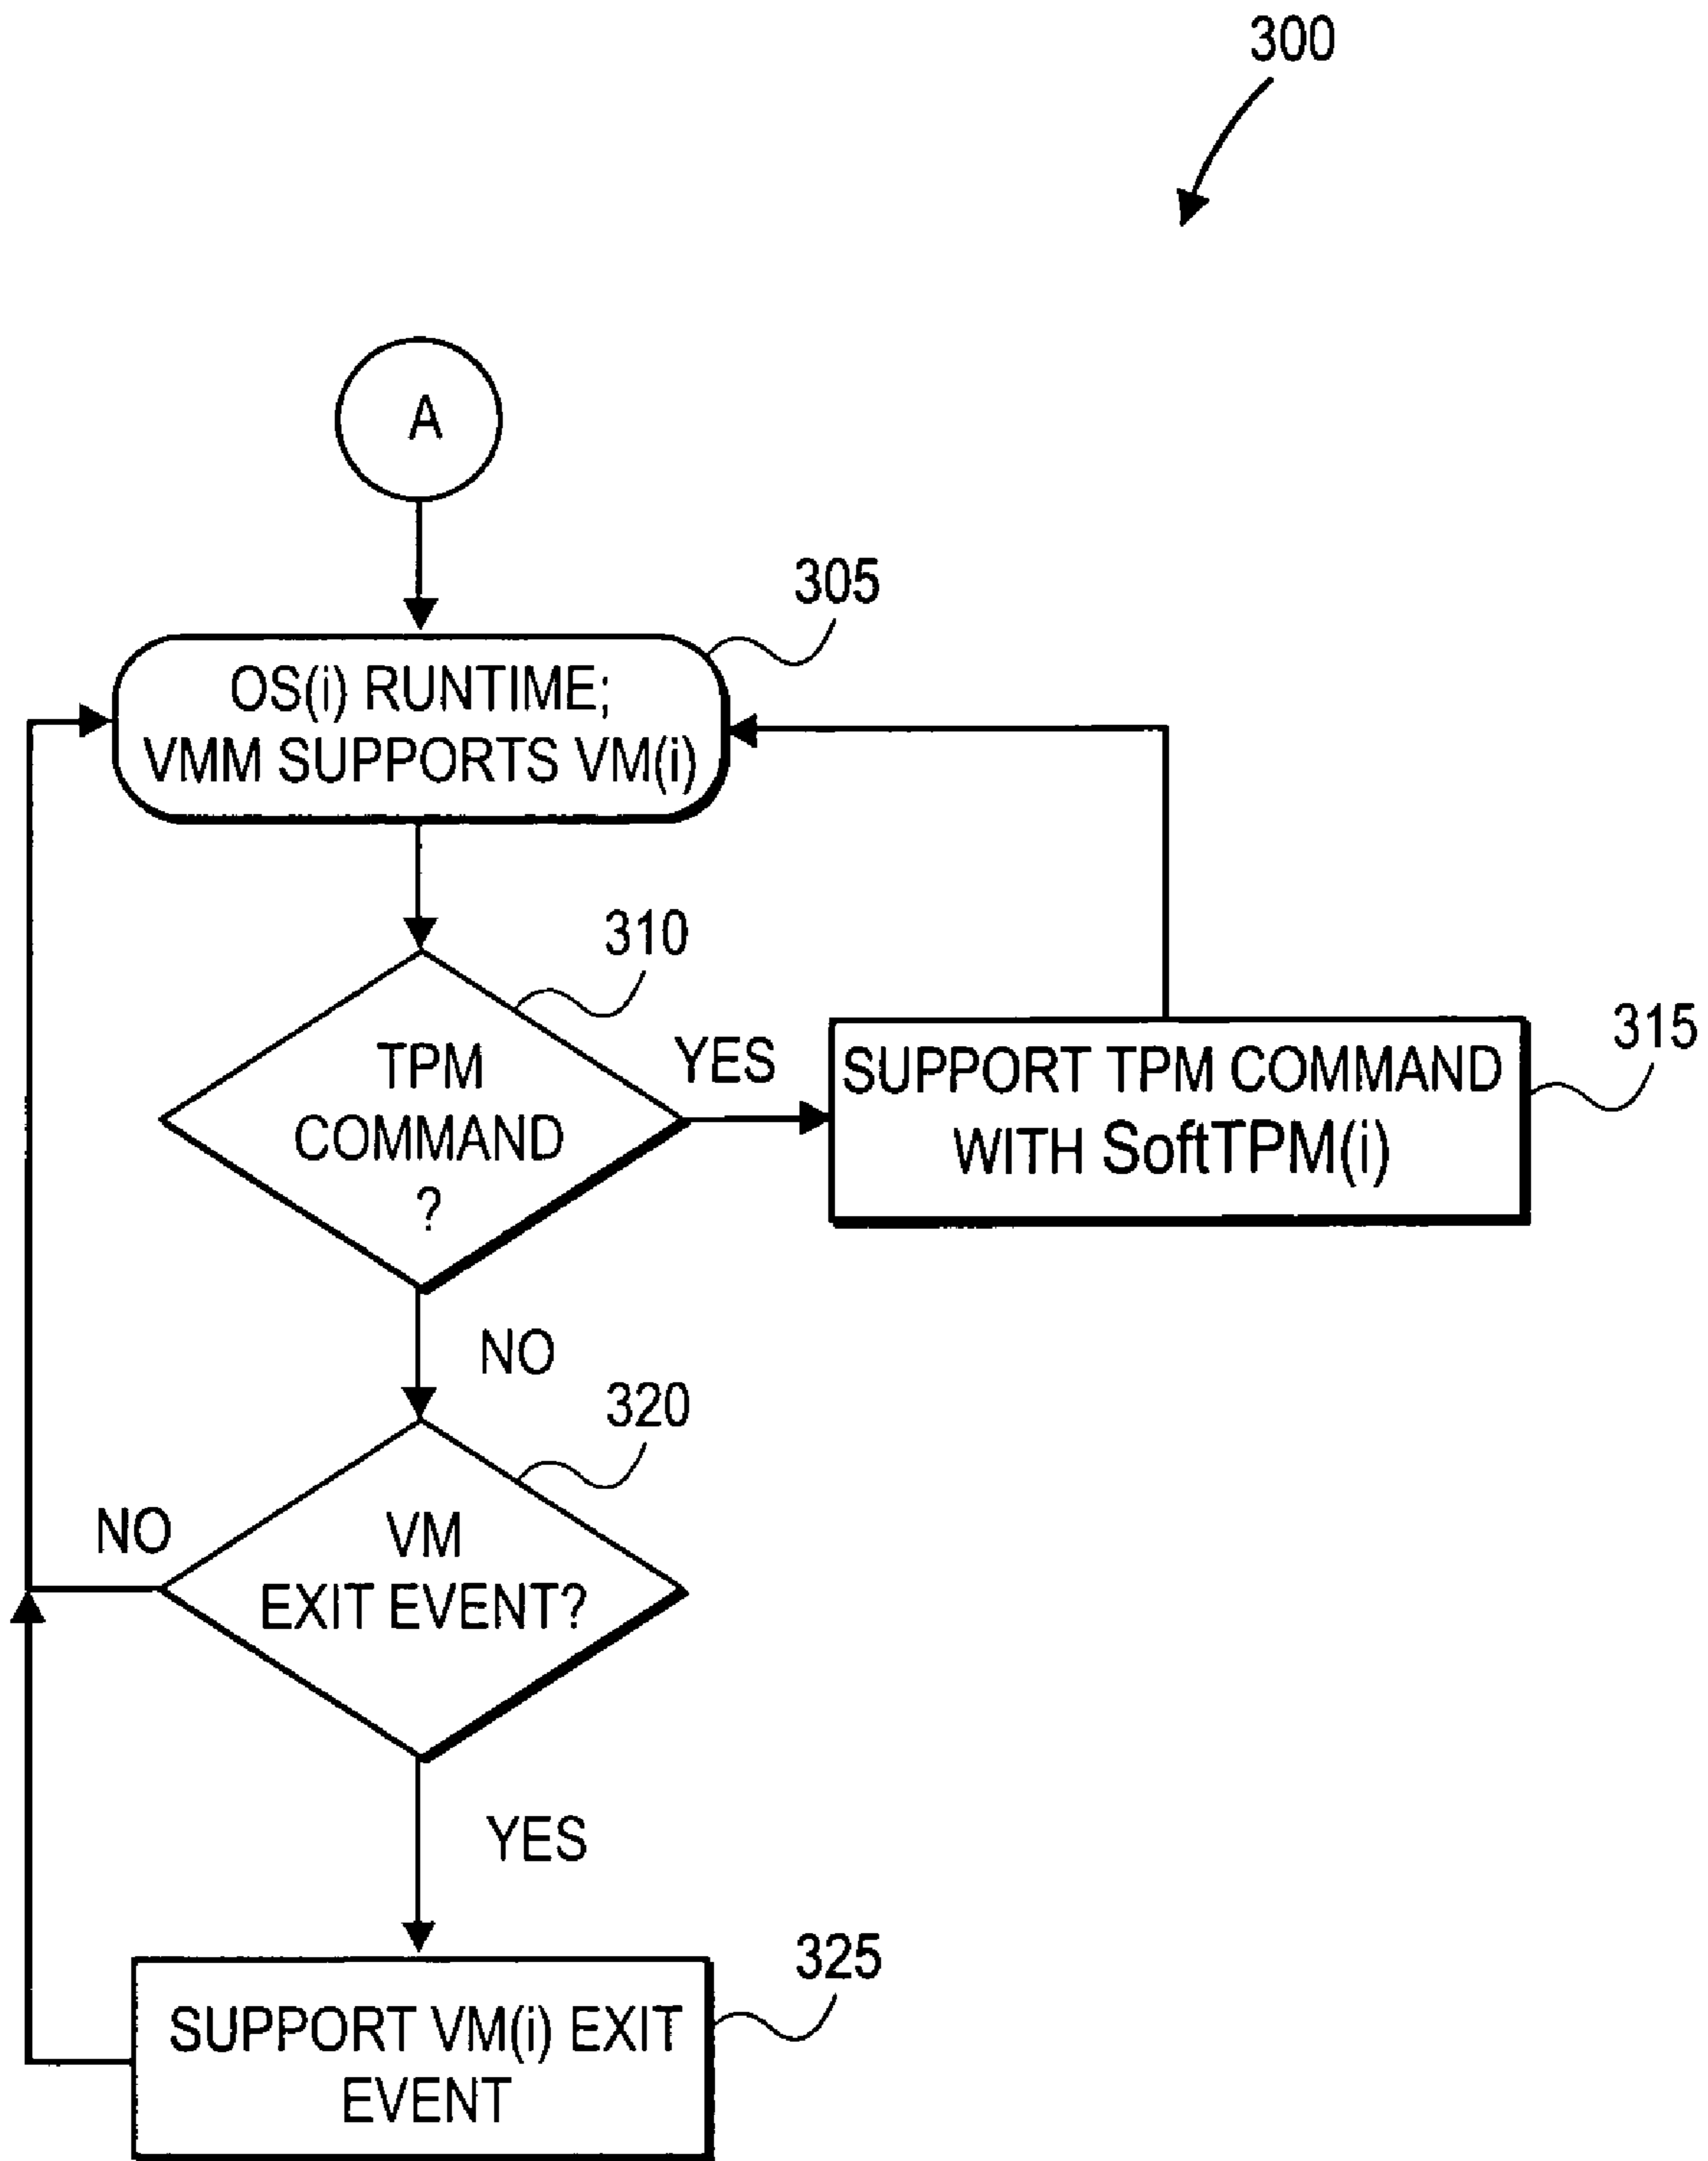 300
A
305
OS(i) RUNTIME;
VMM SUPPORTS VM(i)
310
TPM
COMMAND
?
YES
315
SUPPORT TPM COMMAND
WITH SoftTPM(i)
NO
320
VM
EXIT EVENT?
NO
YES
325
SUPPORT VM(i) EXIT
EVENT